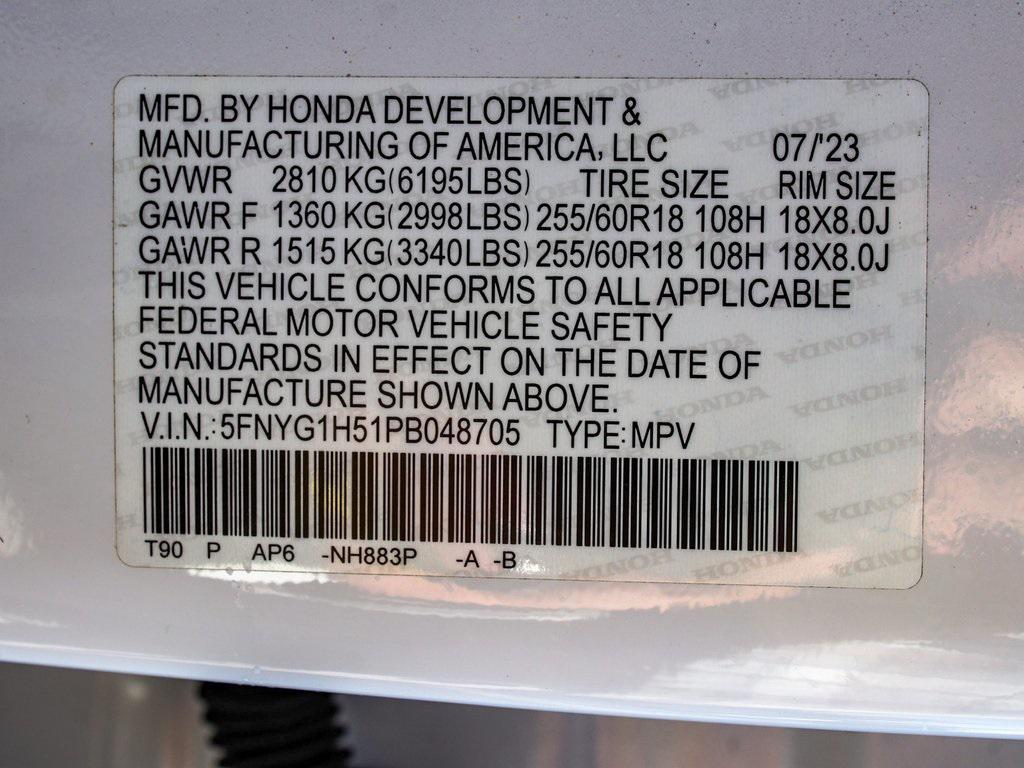 MFD. BY HONDA DEVELOPMENT &
MANUFACTURING OF AMERICA, LLC 07/'23
GVWR 2810 KG(6195LBS) TIRE SIZE RIM SIZE
GAWR F 1360 KG(2998LBS) 255/60R18 108H 18X8.0J
GAWR R 1515 KG(3340LBS) 255/60R18 108H 18X8.0J
THIS VEHICLE CONFORMS TO ALL APPLICABLE
FEDERAL MOTOR VEHICLE SAFETY
STANDARDS IN EFFECT ON THE DATE OF
MANUFACTURE SHOWN ABOVE.
V.I.N.:5FNYG1H51PB048705 TYPE:MPV
T90 P AP6 -NH883P -A -B